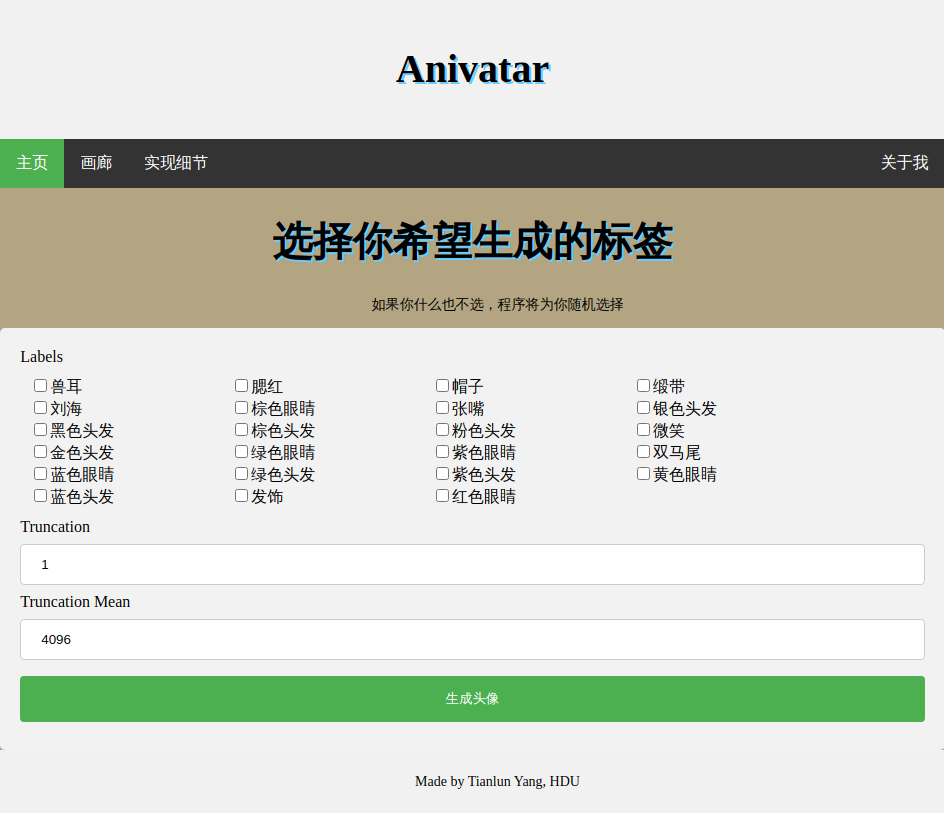 Anivatar
主页 画廊 实现细节 关于我
选择你希望生成的标签
如果你什么也不选，程序将为你随机选择
Labels
兽耳 腮红 帽子 缎带
刘海 棕色眼睛 张嘴 银色头发
黑色头发 棕色头发 粉色头发 微笑
金色头发 绿色眼睛 紫色眼睛 双马尾
蓝色眼睛 绿色头发 紫色头发 黄色眼睛
蓝色头发 发饰 红色眼睛
Truncation
1
Truncation Mean
4096
生成头像
Made by Tianlun Yang, HDU